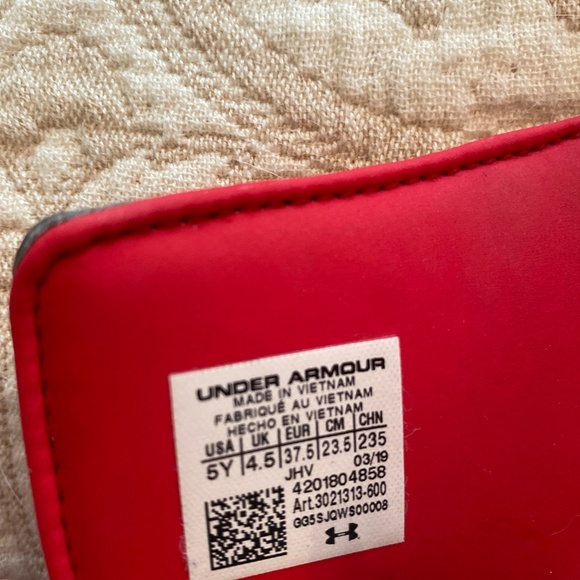 UNDER ARMOUR
MADE IN VIETNAM
FABRIQUÉ AU VIETNAM
HECHO EN VIETNAM
USA | UK | EUR | CM | CHN
5Y | 4.5 | 37.5 | 23.5 | 235
JHV 03/19
4201804858
Art.3021313-600
GG5SJQWS00008